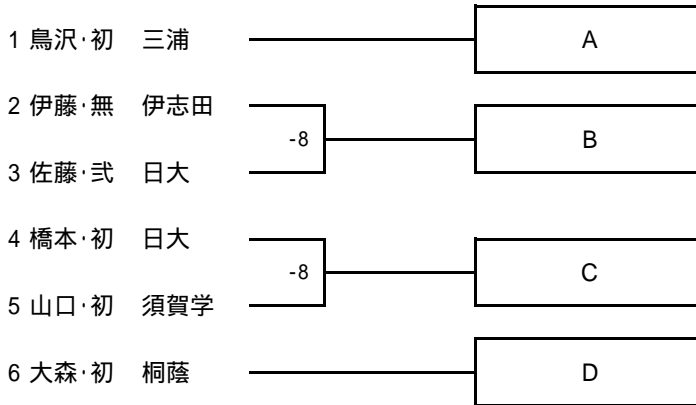 1 鳥沢·初 三浦 A
2 伊藤·無 伊志田
-8 B
3 佐藤·弐 日大
4 橋本·初 日大
-8 C
5 山口·初 須賀学
6 大森·初 桐蔭 D